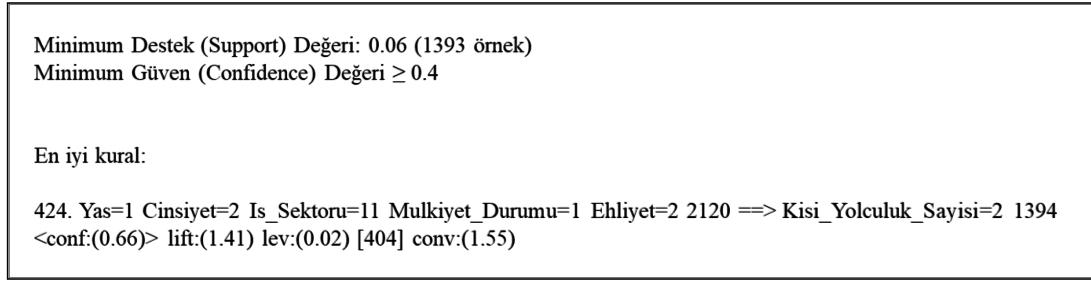 Minimum Destek (Support) Değeri: 0.06 (1393 örnek)
Minimum Güven (Confidence) Değeri ≥ 0.4
En iyi kural:
424. Yas=1 Cinsiyet=2 Is_Sektoru=11 Mulkiyet_Durumu=1 Ehliyet=2 2120 ==> Kisi_Yolculuk_Sayisi=2 1394
<conf:(0.66)> lift:(1.41) lev:(0.02) [404] conv:(1.55)